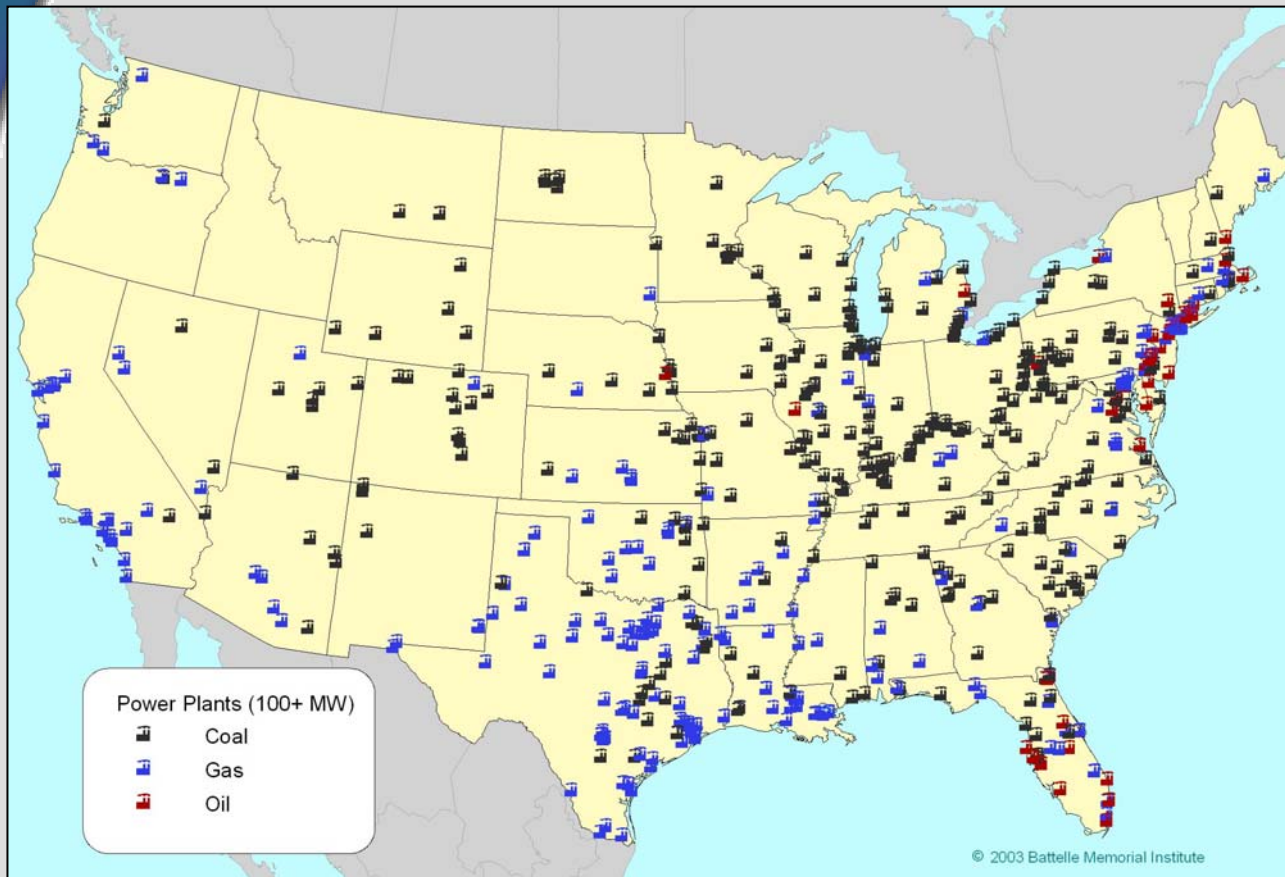 Power Plants (100+ MW)
Coal
Gas
Oil
© 2003 Battelle Memorial Institute